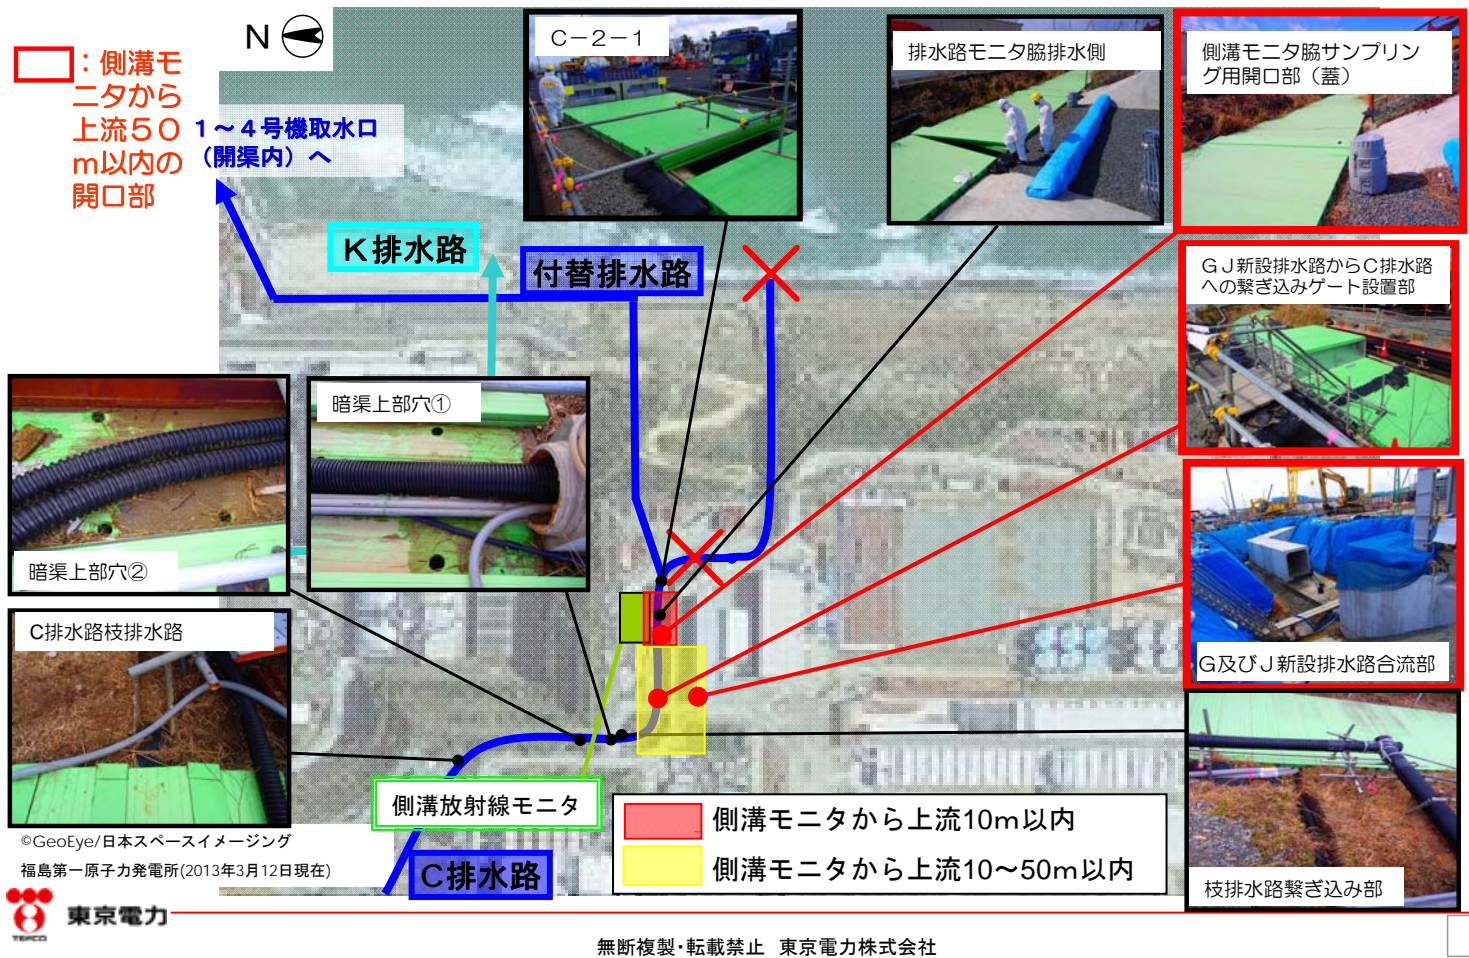 N
：側溝モ
ニタから
上流５０
ｍ以内の
開口部
１～４号機取水口
（開渠内）へ
Ｃ－２－１
排水路モニタ脇排水側
側溝モニタ脇サンプリン
グ用開口部（蓋）
K排水路
付替排水路
ＧＪ新設排水路からＣ排水路
への繋ぎ込みゲート設置部
暗渠上部穴①
暗渠上部穴②
C排水路枝排水路
G及びＪ新設排水路合流部
側溝放射線モニタ
側溝モニタから上流10ｍ以内
側溝モニタから上流10～50ｍ以内
C排水路
枝排水路繋ぎ込み部
©GeoEye/日本スペースイメージング
福島第一原子力発電所(2013年3月12日現在)
東京電力
TEPCO
無断複製・転載禁止　東京電力株式会社